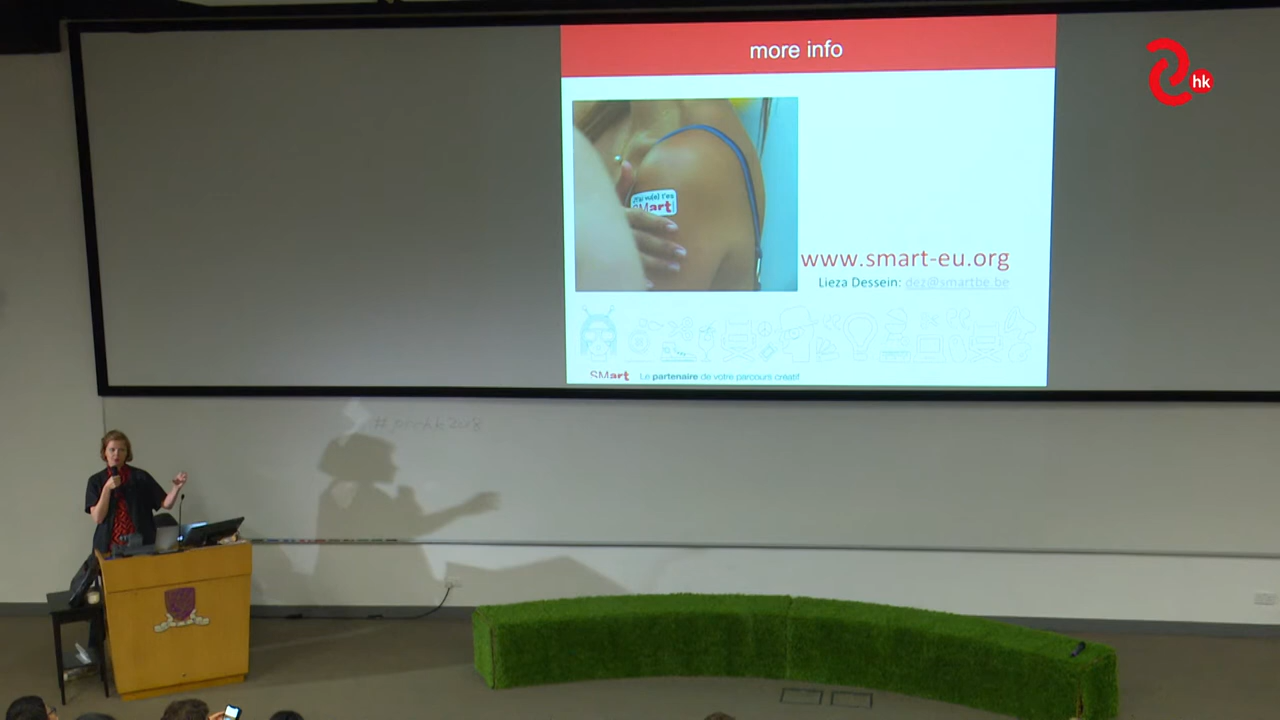 more info
hk
SMart
www.smart-eu.org
Lieza Dessein: dez@smartbe.be
SMart Le partenaire de votre parcours créatif